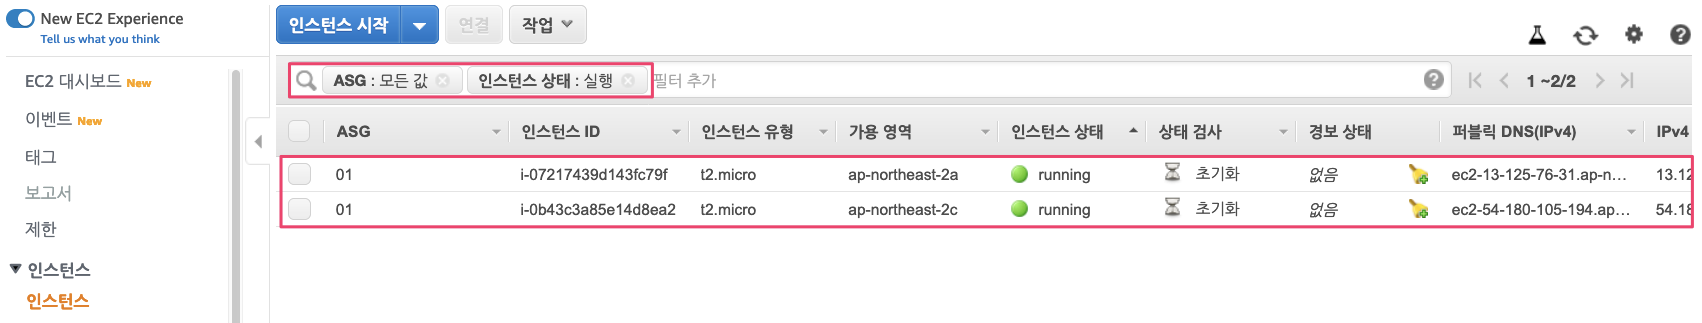 New EC2 Experience
Tell us what you think
EC2 대시보드 New
이벤트 New
태그
보고서
제한
인스턴스
인스턴스
인스턴스 시작 연결 작업
ASG : 모든 값 인스턴스 상태 : 실행 필터 추가 1 ~2/2
ASG 인스턴스 ID 인스턴스 유형 가용 영역 인스턴스 상태 상태 검사 경보 상태 퍼블릭 DNS(IPv4) IPv4
01 i-07217439d143fc79f t2.micro ap-northeast-2a running 초기화 없음 ec2-13-125-76-31.ap-n... 13.12
01 i-0b43c3a85e14d8ea2 t2.micro ap-northeast-2c running 초기화 없음 ec2-54-180-105-194.ap... 54.18